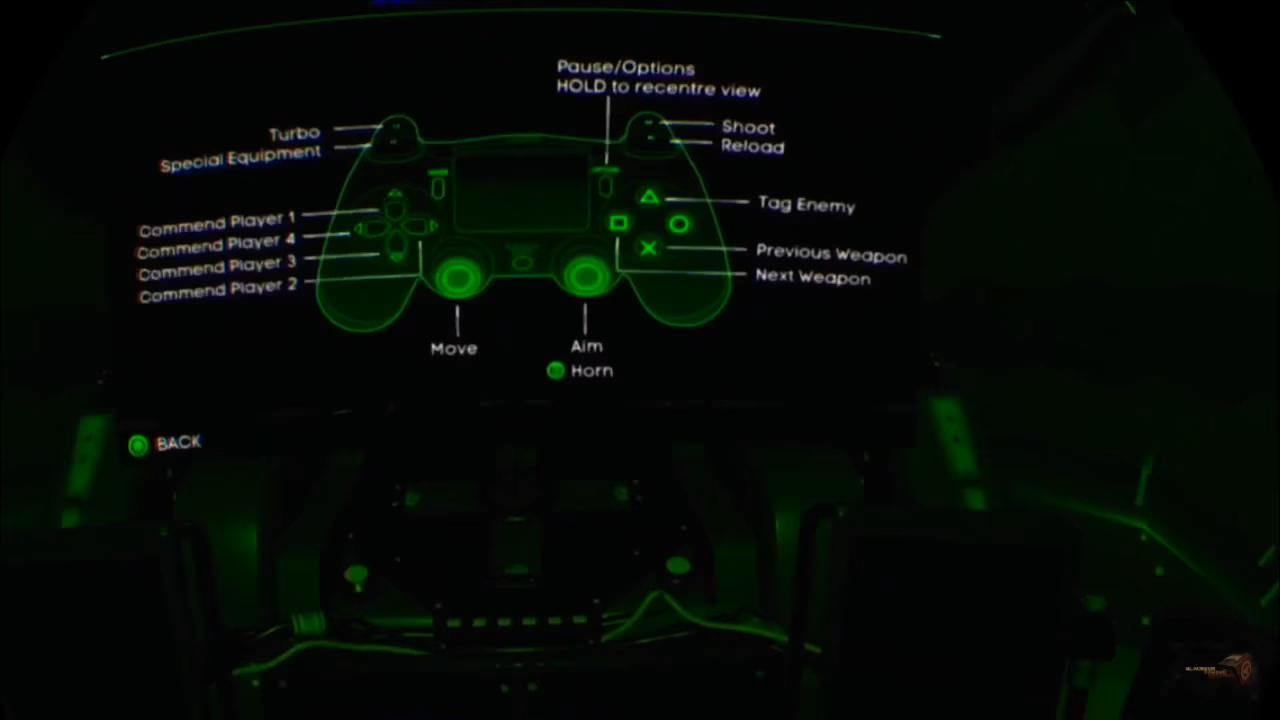 Pause/Options
HOLD to recentre view
Turbo
Special Equipment
Shoot
Reload
Commend Player 1
Commend Player 4
Commend Player 3
Commend Player 2
Tag Enemy
Previous Weapon
Next Weapon
Move
Aim
Horn
BACK